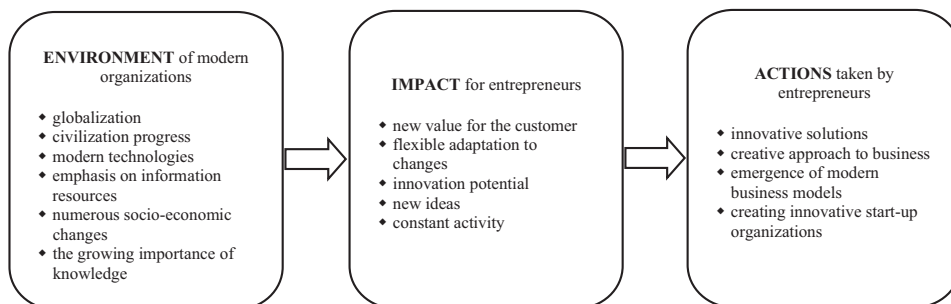 ENVIRONMENT of modern
organizations
◆ globalization
◆ civilization progress
◆ modern technologies
◆ emphasis on information
resources
◆ numerous socio-economic
changes
◆ the growing importance of
knowledge
IMPACT for entrepreneurs
◆ new value for the customer
◆ flexible adaptation to
changes
◆ innovation potential
◆ new ideas
◆ constant activity
ACTIONS taken by
entrepreneurs
◆ innovative solutions
◆ creative approach to business
◆ emergence of modern
business models
◆ creating innovative start-up
organizations